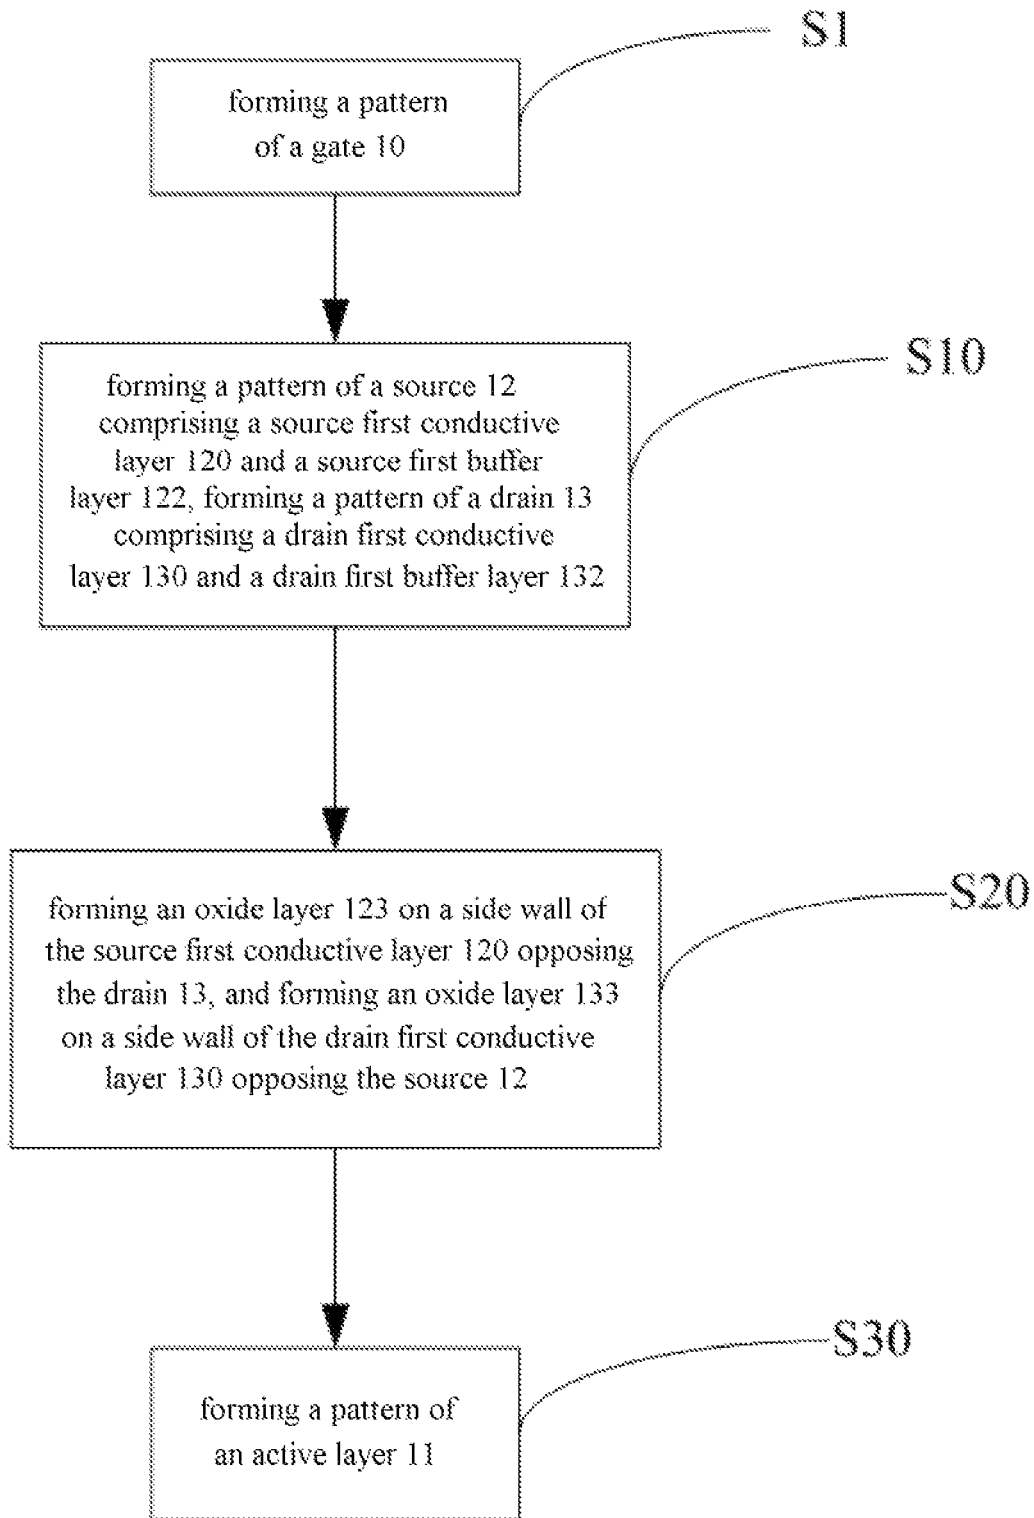 S1
forming a pattern
of a gate 10
S10
forming a pattern of a source 12
comprising a source first conductive
layer 120 and a source first buffer
layer 122, forming a pattern of a drain 13
comprising a drain first conductive
layer 130 and a drain first buffer layer 132
S20
forming an oxide layer 123 on a side wall of
the source first conductive layer 120 opposing
the drain 13, and forming an oxide layer 133
on a side wall of the drain first conductive
layer 130 opposing the source 12
S30
forming a pattern of
an active layer 11